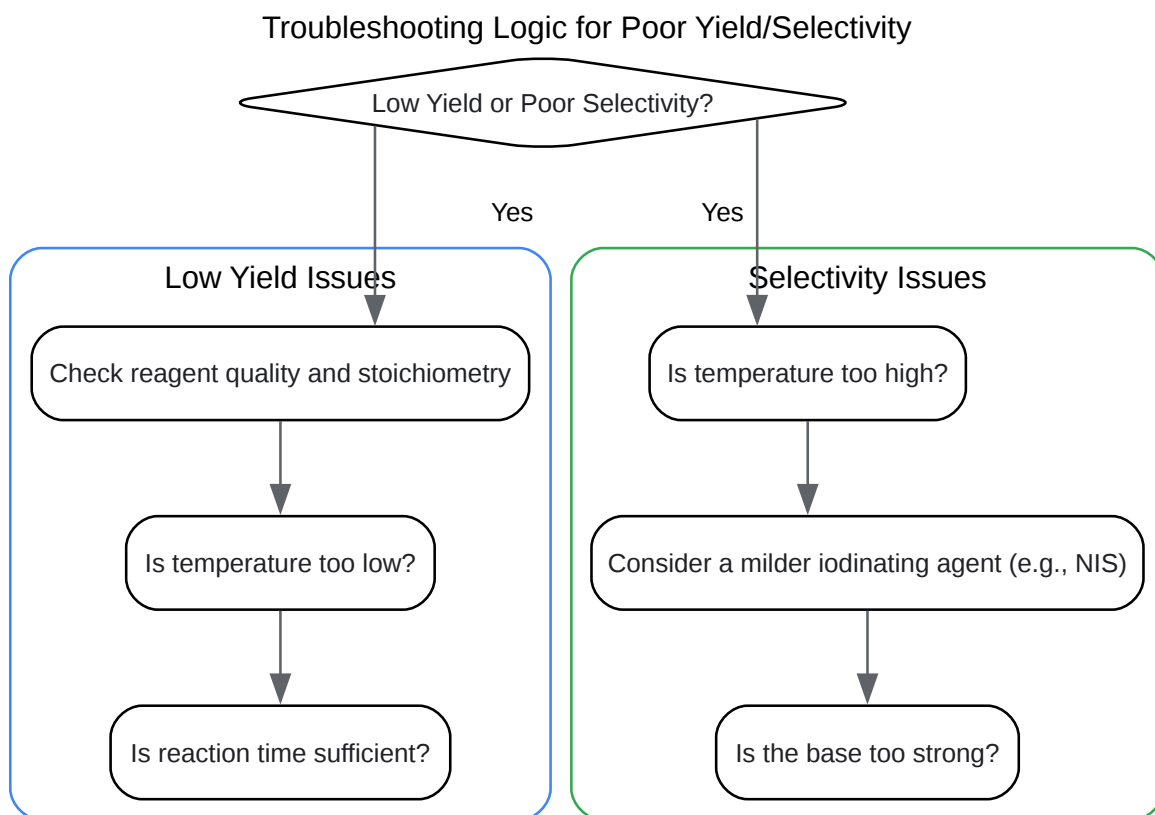 Troubleshooting Logic for Poor Yield/Selectivity
Low Yield or Poor Selectivity?
Yes
Yes
Low Yield Issues
Check reagent quality and stoichiometry
Is temperature too low?
Is reaction time sufficient?
Selectivity Issues
Is temperature too high?
Consider a milder iodinating agent (e.g., NIS)
Is the base too strong?